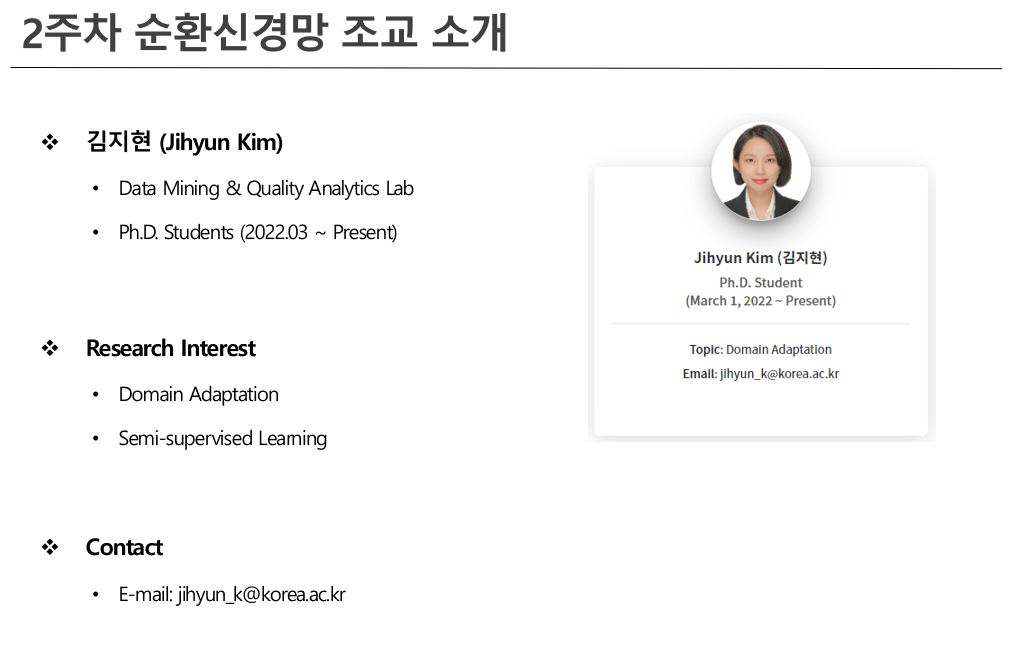 2주차 순환신경망 조교 소개
❖ 김지현 (Jihyun Kim)
• Data Mining & Quality Analytics Lab
• Ph.D. Students (2022.03 ~ Present)
❖ Research Interest
• Domain Adaptation
• Semi-supervised Learning
❖ Contact
• E-mail: jihyun_k@korea.ac.kr
Jihyun Kim (김지현)
Ph.D. Student
(March 1, 2022 ~ Present)
Topic: Domain Adaptation
Email: jihyun_k@korea.ac.kr